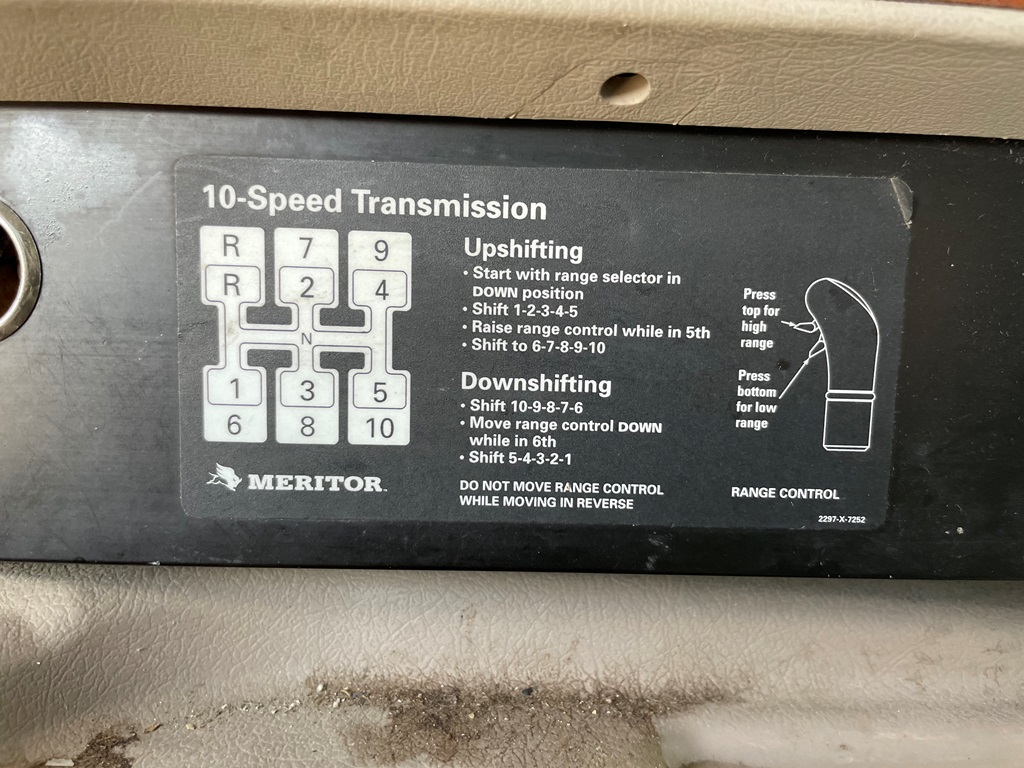 10-Speed Transmission
R 7 9
R 2 4
N
1 3 5
6 8 10
MERITOR™
Upshifting
• Start with range selector in
DOWN position
• Shift 1-2-3-4-5
• Raise range control while in 5th
• Shift to 6-7-8-9-10
Downshifting
• Shift 10-9-8-7-6
• Move range control DOWN
while in 6th
• Shift 5-4-3-2-1
DO NOT MOVE RANGE CONTROL
WHILE MOVING IN REVERSE
Press
top for
high
range
Press
bottom
for low
range
RANGE CONTROL
2297-X-7252